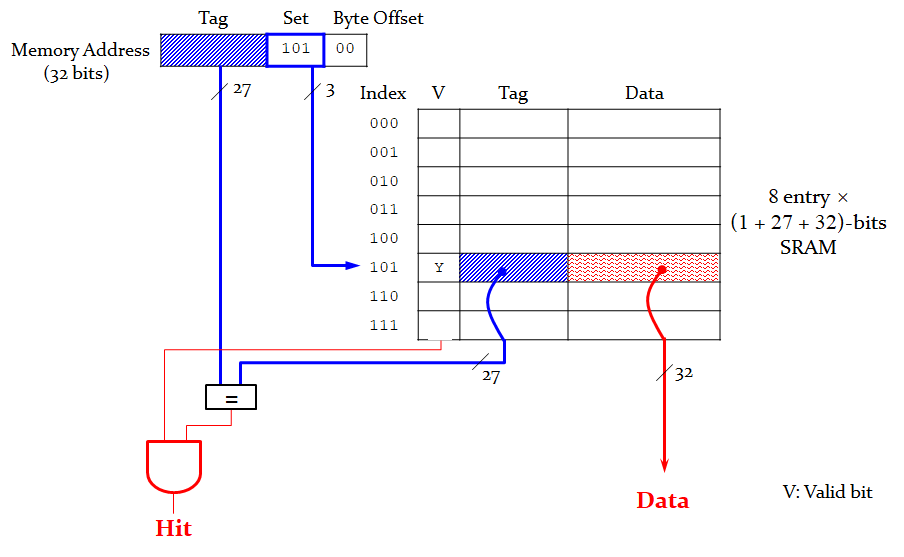 Tag Set Byte Offset
Memory Address
(32 bits)
101 00
27
3
Index V Tag Data
000
001
010
011
100
101 Y
110
111
8 entry ×
(1 + 27 + 32)-bits
SRAM
27
32
=
Data
V: Valid bit
Hit